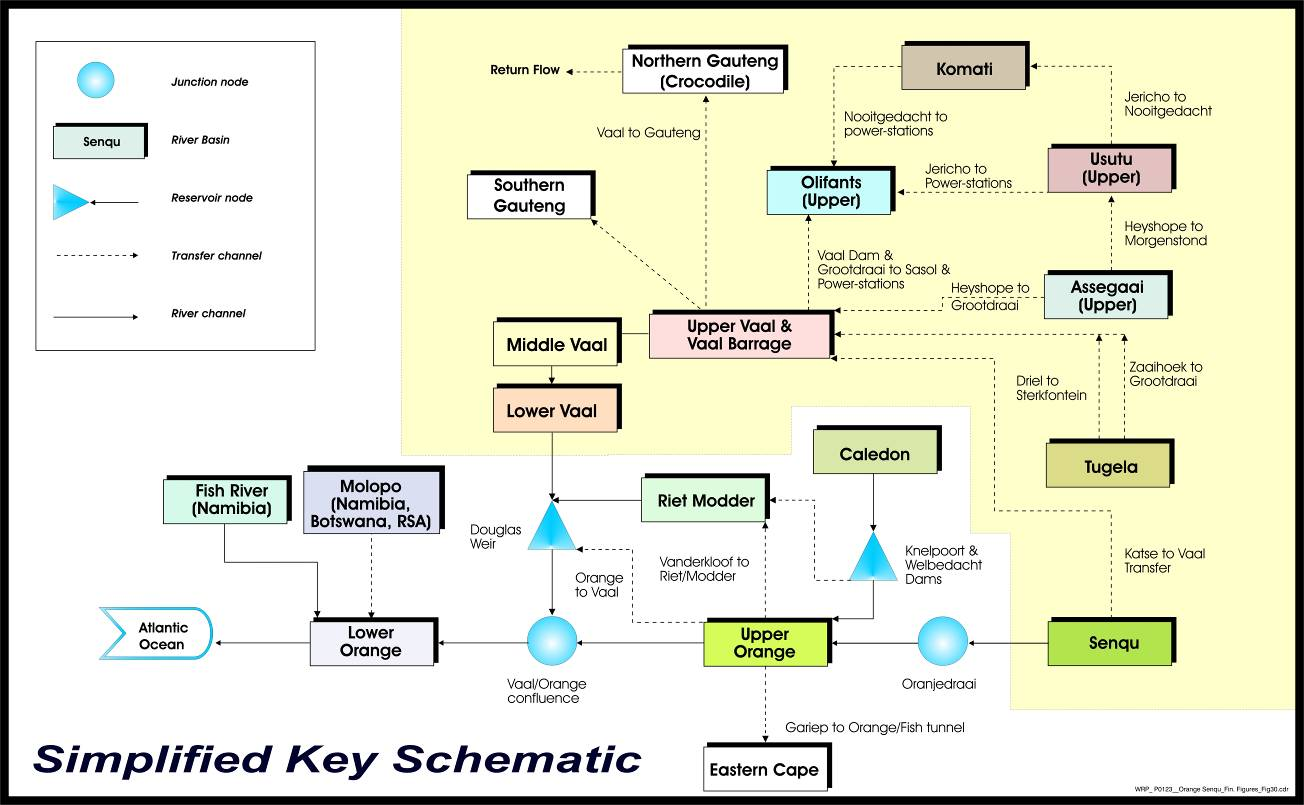 Junction node
Senqu
River Basin
Reservoir node
Transfer channel
River channel
Return Flow
Northern Gauteng
(Crocodile)
Komati
Vaal to Gauteng
Nooitgedacht to
power-stations
Jericho to
Nooitgedacht
Southern
Gauteng
Olifants
(Upper)
Jericho to
Power-stations
Usutu
(Upper)
Heyshope to
Morgenstond
Vaal Dam &
Grootdraai to Sasol &
Power-stations
Heyshope to
Grootdraai
Assegaai
(Upper)
Middle Vaal
Upper Vaal &
Vaal Barrage
Driel to
Sterkfontein
Zaaihoek to
Grootdraai
Lower Vaal
Caledon
Tugela
Fish River
(Namibia)
Molopo
(Namibia,
Botswana, RSA)
Douglas
Weir
Riet Modder
Knelpoort &
Welbedacht
Dams
Katse to Vaal
Transfer
Orange
to Vaal
Vanderkloof to
Riet/Modder
Atlantic
Ocean
Lower
Orange
Upper
Orange
Senqu
Vaal/Orange
confluence
Oranjedraai
Gariep to Orange/Fish tunnel
Eastern Cape
Simplified Key Schematic
WRP_ P0123__Orange Senqu_Fin. Figures_Fig30.cdr